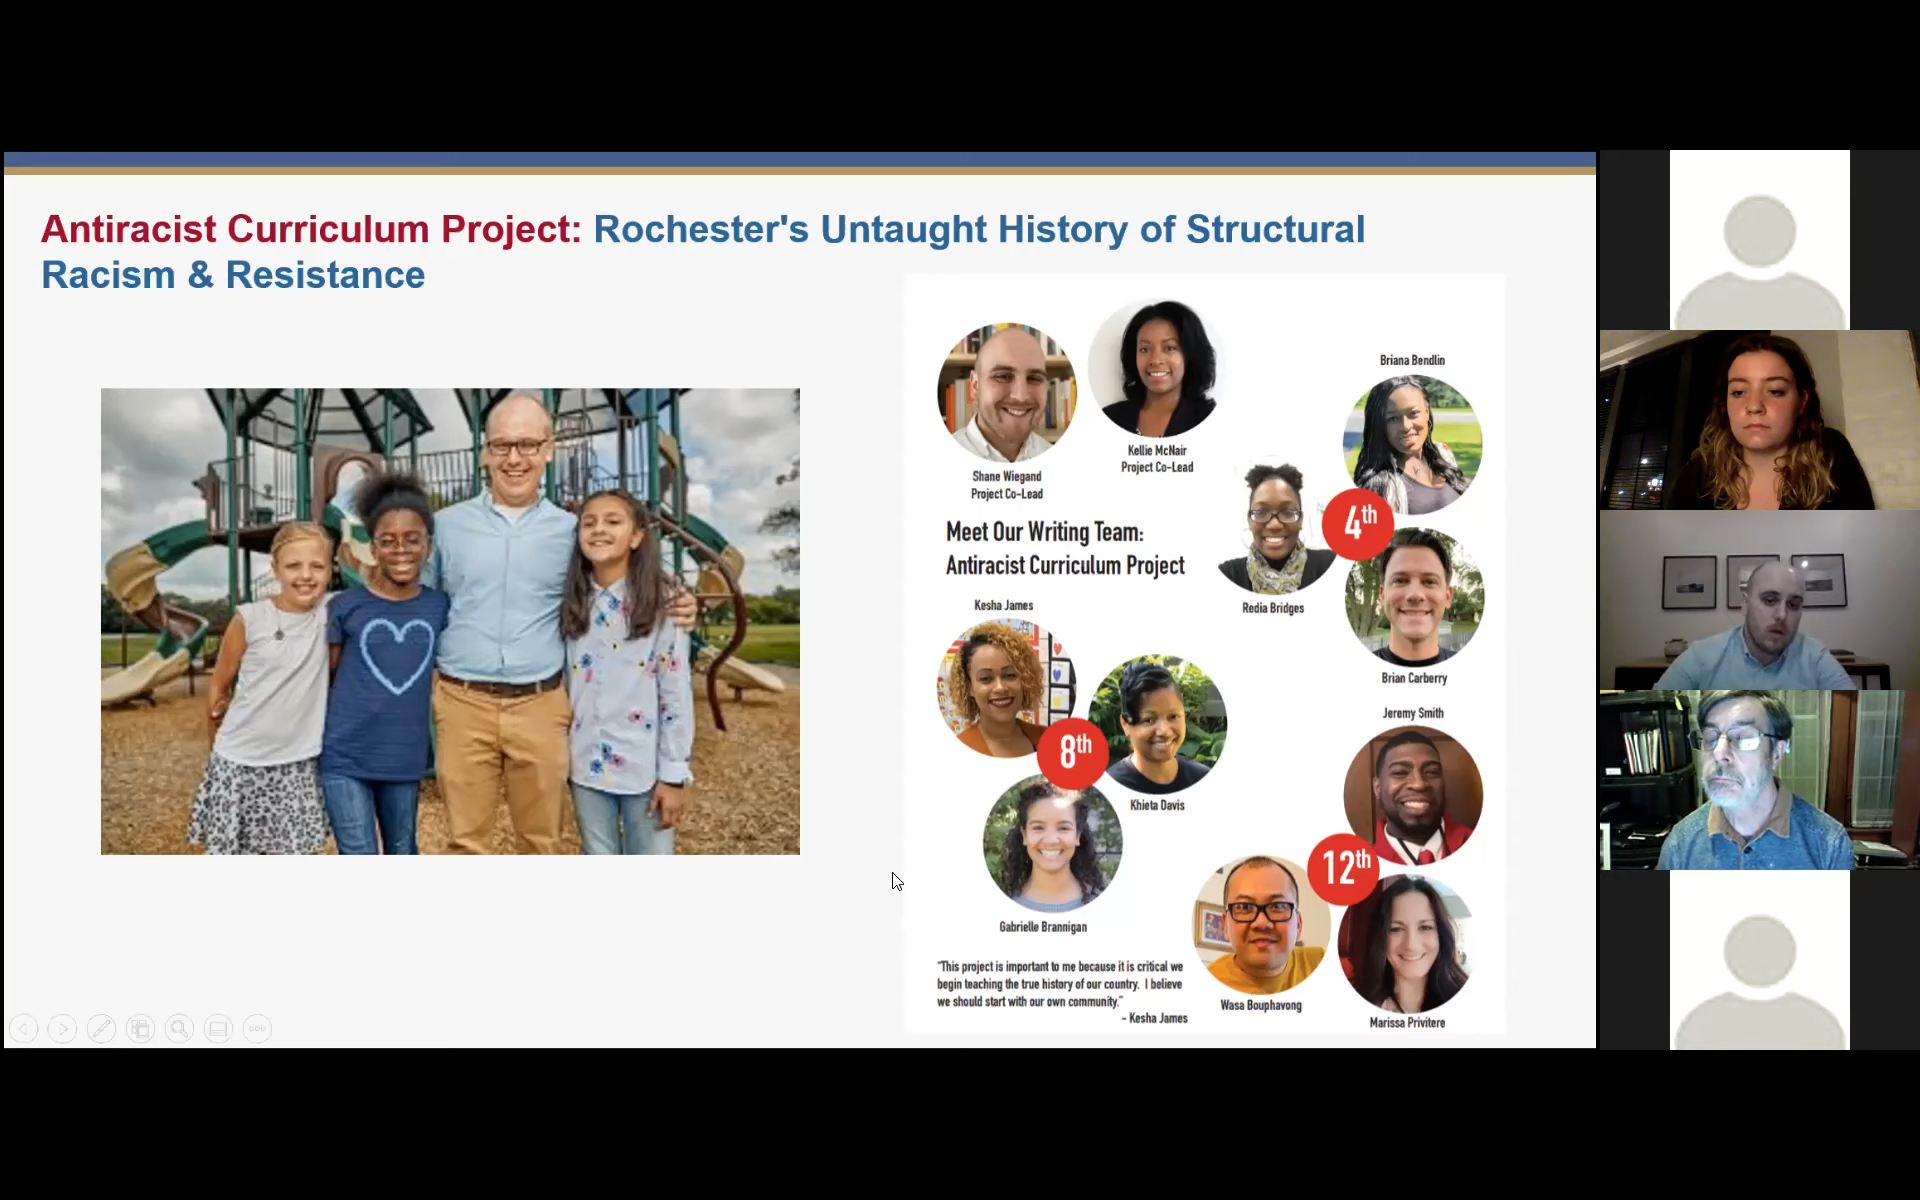 Antiracist Curriculum Project: Rochester's Untaught History of Structural
Racism & Resistance
Shane Wiegand
Project Co-Lead
Kellie McNair
Project Co-Lead
Briana Bendlin
Meet Our Writing Team:
Antiracist Curriculum Project
4th
Redia Bridges
Brian Carberry
Kesha James
8th
Khieta Davis
Gabrielle Brannigan
Jeremy Smith
12th
Wasa Bouphavong
Marissa Privitere
"This project is important to me because it is critical we
begin teaching the true history of our country. I believe
we should start with our own community."
- Kesha James